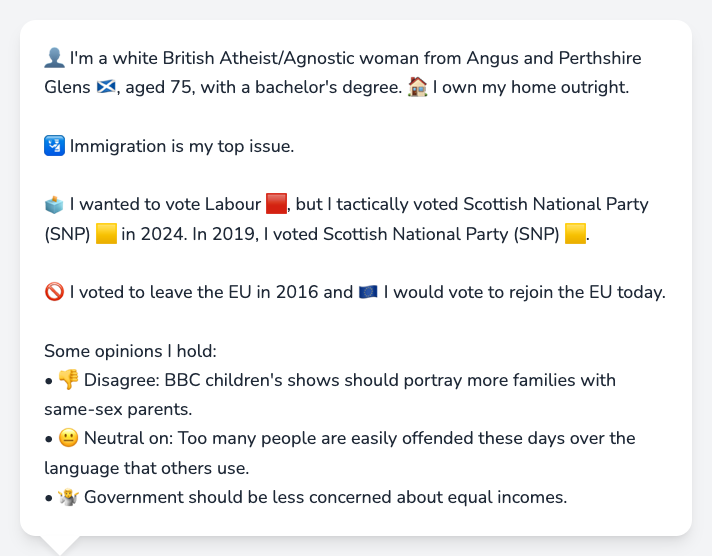 👤 I'm a white British Atheist/Agnostic woman from Angus and Perthshire
Glens 🏴󠁧󠁢󠁳󠁣󠁴󠁿, aged 75, with a bachelor's degree. 🏠 I own my home outright.
🛂 Immigration is my top issue.
🗳️ I wanted to vote Labour 🟥, but I tactically voted Scottish National Party
(SNP) 🟨 in 2024. In 2019, I voted Scottish National Party (SNP) 🟨.
🚫 I voted to leave the EU in 2016 and 🇪🇺 I would vote to rejoin the EU today.
Some opinions I hold:
• 👎 Disagree: BBC children's shows should portray more families with
same-sex parents.
• 😐 Neutral on: Too many people are easily offended these days over the
language that others use.
• 🤷 Government should be less concerned about equal incomes.